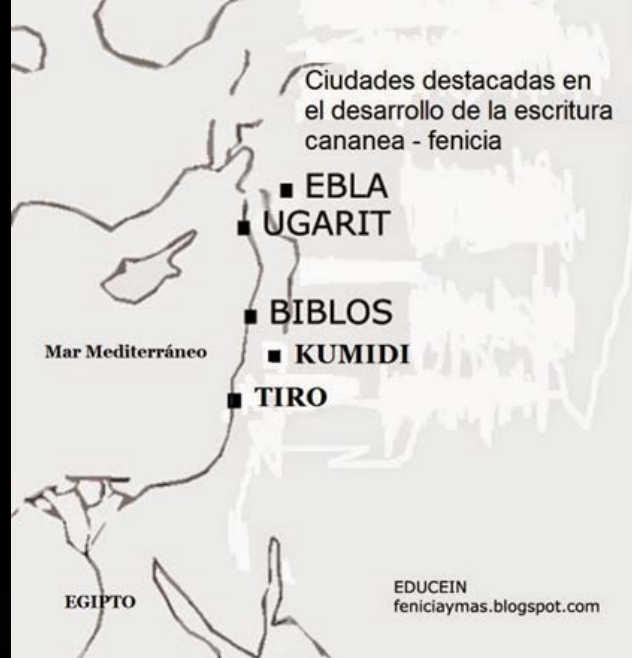 Ciudades destacadas en
el desarrollo de la escritura
cananea - fenicia
EBLA
UGARIT
BIBLOS
Mar Mediterráneo
KUMIDI
TIRO
EGIPTO
EDUCEIN
feniciaymas.blogspot.com